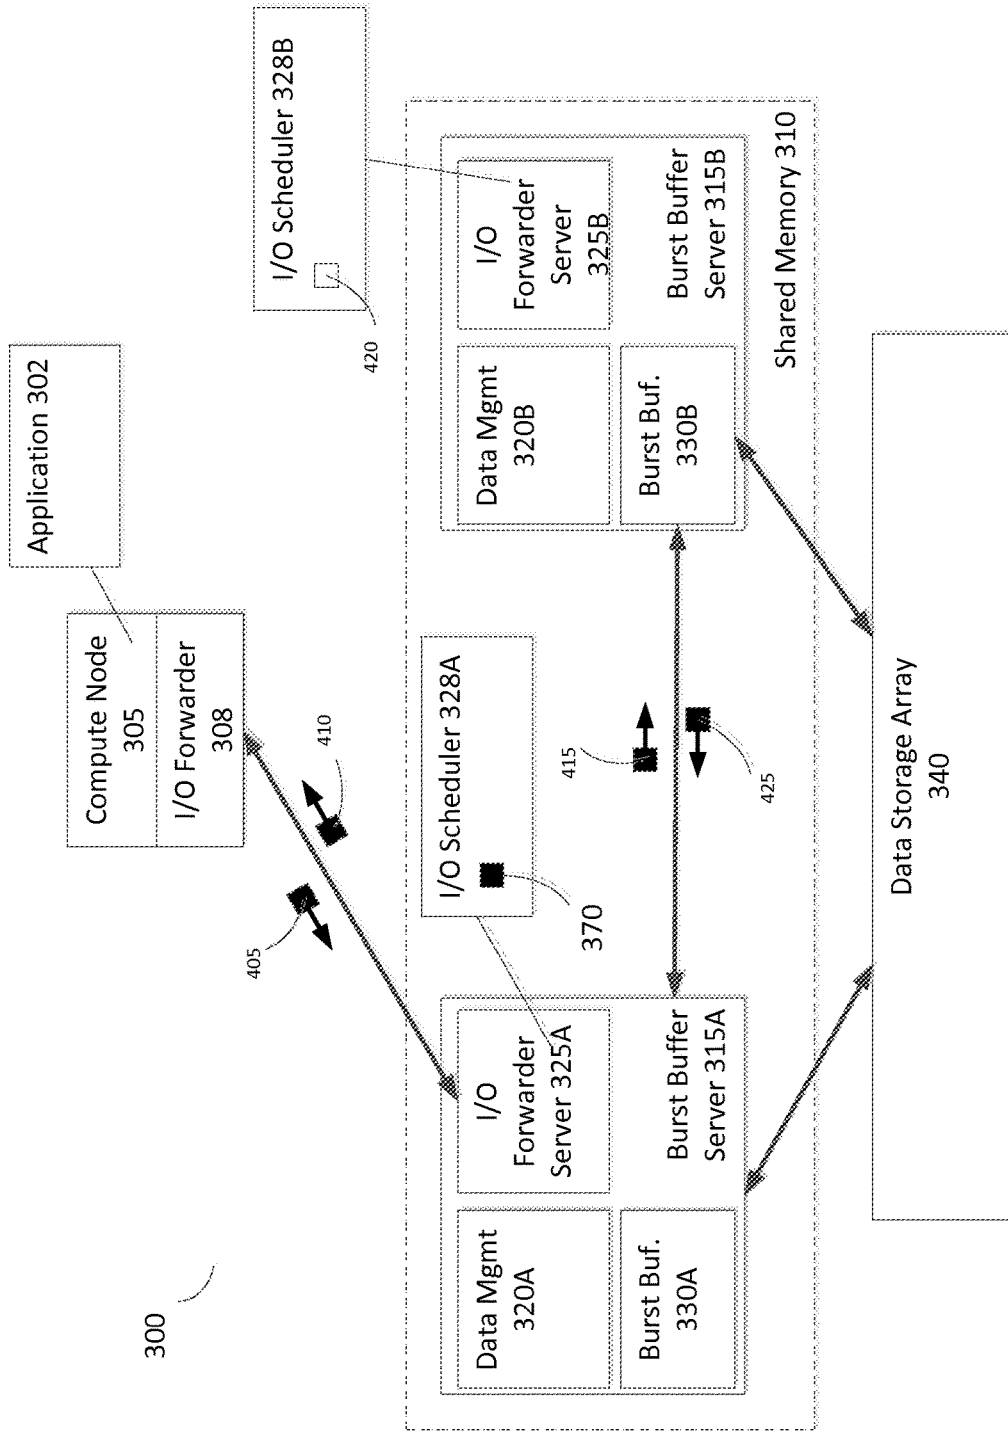 300
Application 302
Compute Node
305
I/O Forwarder
308
405
410
I/O Scheduler 328B
420
I/O Scheduler 328A
370
Data Mgmt
320A
I/O
Forwarder
Server 325A
Burst Buf.
330A
Burst Buffer
Server 315A
415
425
Data Mgmt
320B
I/O
Forwarder
Server
325B
Burst Buf.
330B
Burst Buffer
Server 315B
Shared Memory 310
Data Storage Array
340